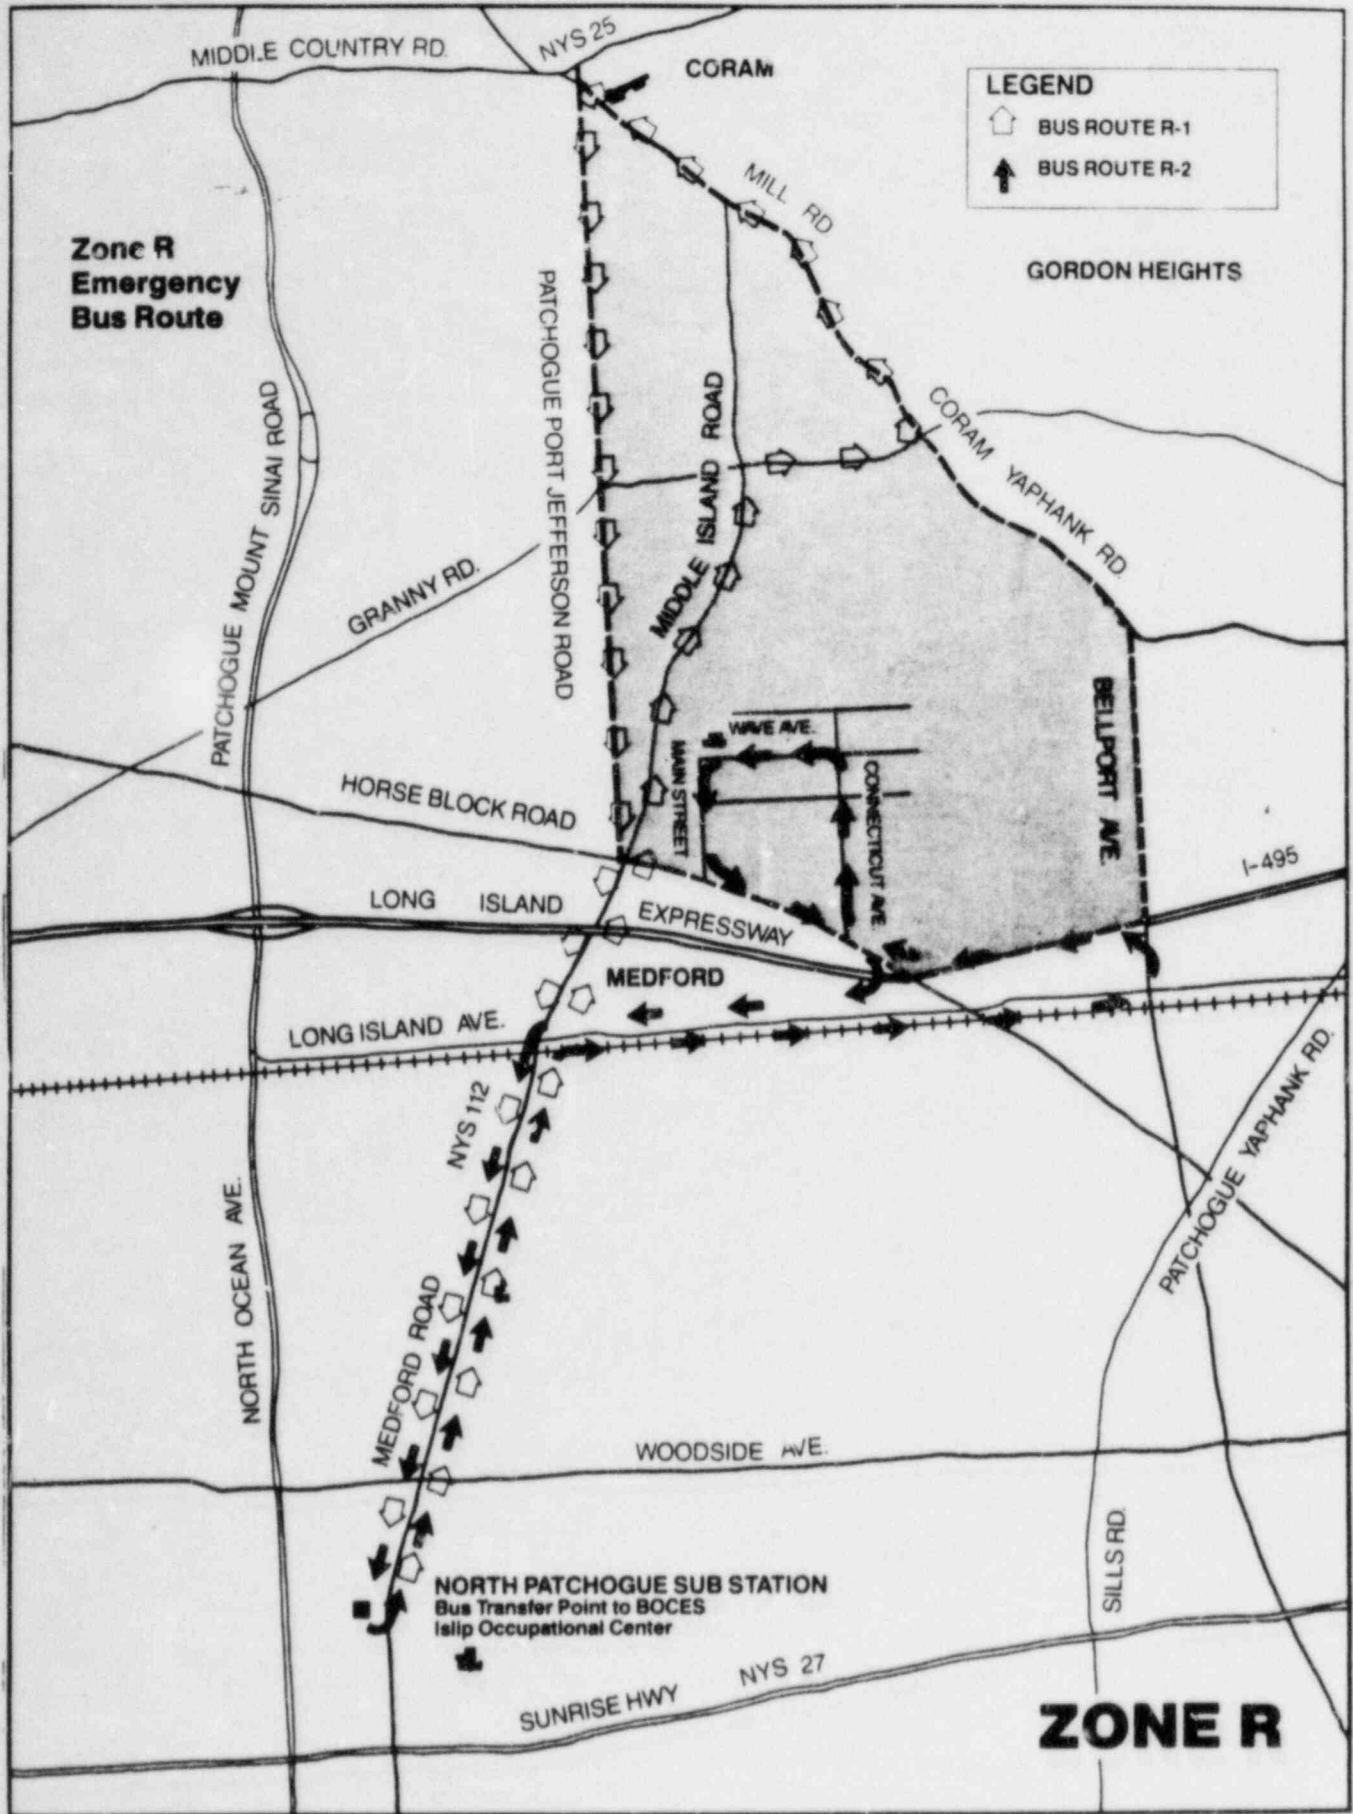 MIDDLE COUNTRY RD.
NYS 25
CORAM
LEGEND
BUS ROUTE R-1
BUS ROUTE R-2
MILL RD
Zone R
Emergency
Bus Route
GORDON HEIGHTS
PATCHOGUE PORT JEFFERSON ROAD
MIDDLE ISLAND ROAD
PATCHOGUE MOUNT SINAI ROAD
CORAM YAPHANK RD.
GRANNY RD.
BELLPORT AVE.
WAVE AVE.
MAIN STREET
CONNECTICUT AVE.
HORSE BLOCK ROAD
I-495
LONG ISLAND EXPRESSWAY
MEDFORD
LONG ISLAND AVE.
NYS 112
PATCHOGUE YAPHANK RD.
NORTH OCEAN AVE.
MEDFORD ROAD
WOODSIDE AVE.
SILLS RD.
NORTH PATCHOGUE SUB STATION
Bus Transfer Point to BOCES
Islip Occupational Center
SUNRISE HWY NYS 27
ZONE R